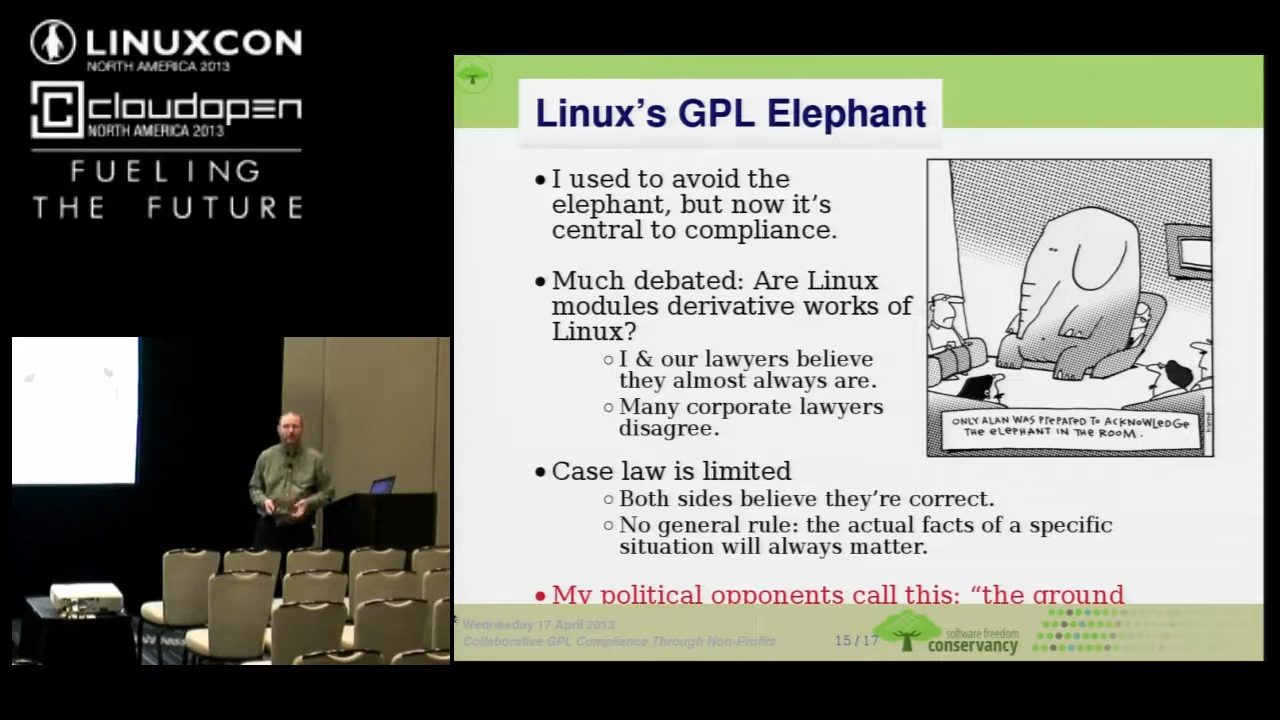 LINUXCON
NORTH AMERICA 2013
cloudopen
NORTH AMERICA 2013
FUELING
THE FUTURE
Linux's GPL Elephant
• I used to avoid the
elephant, but now it's
central to compliance.
• Much debated: Are Linux
modules derivative works of
Linux?
○ I & our lawyers believe
they almost always are.
○ Many corporate lawyers
disagree.
ONLY ALAN WAS PREPARED TO ACKNOWLEDGE
THE ELEPHANT IN THE ROOM.
• Case law is limited
○ Both sides believe they're correct.
○ No general rule: the actual facts of a specific
situation will always matter.
• My political opponents call this: “the ground
Wednesday 17 April 2013
Collaborative GPL Compliance Through Non-Profits
15 / 17
software freedom
conservancy